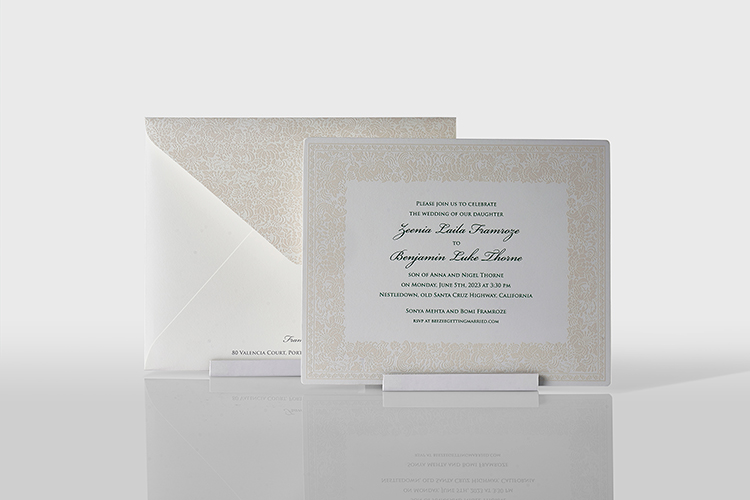 Please join us to celebrate
the wedding of our daughter
Zeenia Laila Framroze
to
Benjamin Luke Thorne
son of Anna and Nigel Thorne
on Monday, June 5th, 2023 at 3:30 pm
Nestledown, old Santa Cruz Highway, California
Sonya Mehta and Bomi Framroze
rsvp at breezegettingmarried.com
Fram
80 Valencia Court, Port